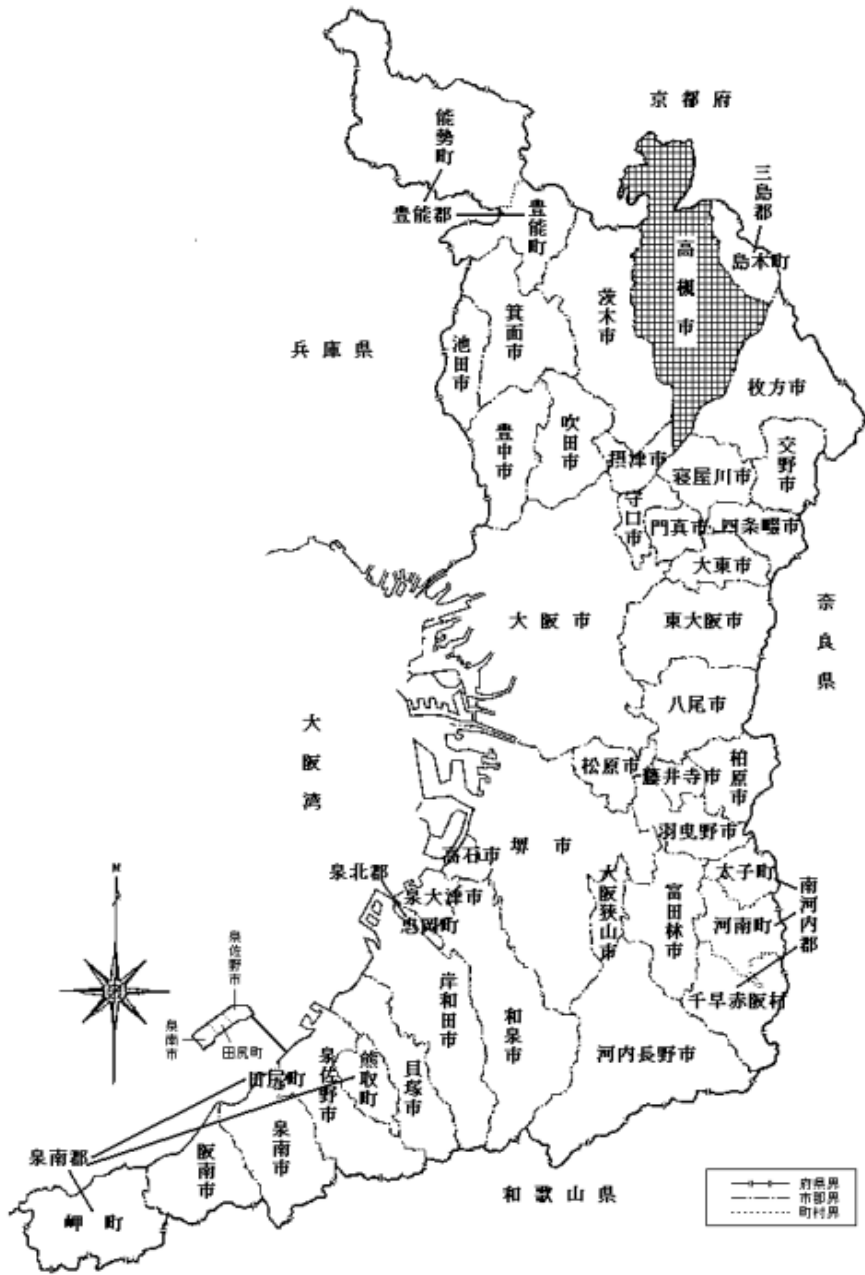 京都府
能勢町
三島郡
豊能郡
豊能町
島本町
高槻市
茨木市
箕面市
池田市
兵庫県
枚方市
豊中市
吹田市
摂津市
交野市
寝屋川市
守口市
門真市
四条畷市
大東市
奈良県
大阪市
東大阪市
八尾市
大阪湾
松原市
藤井寺市
柏原市
羽曳野市
堺市
高石市
泉北郡
泉大津市
忠岡町
大阪狭山市
富田林市
太子町
南河内郡
河南町
千早赤阪村
N
泉佐野市
泉南市
田尻町
岸和田市
和泉市
河内長野市
田尻町
泉佐野市
熊取町
貝塚市
泉南郡
阪南市
泉南市
岬町
和歌山県
府県界
市郡界
町村界